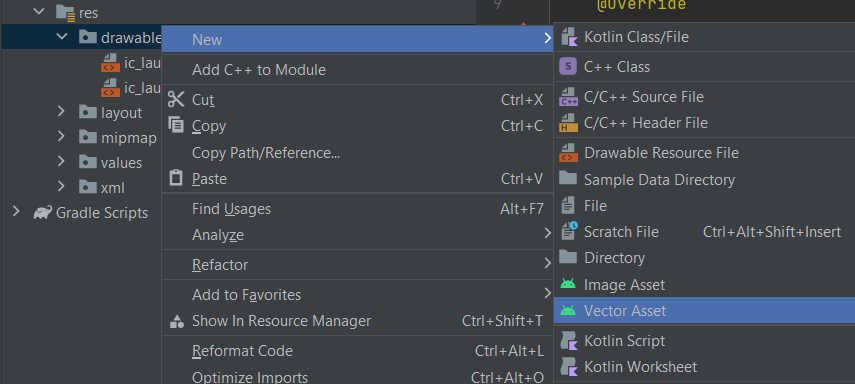 res
drawable
ic_lau
ic_lau
layout
mipmap
values
xml
Gradle Scripts
9
@Override
New
Add C++ to Module
Cut Ctrl+X
Copy Ctrl+C
Copy Path/Reference...
Paste Ctrl+V
Find Usages Alt+F7
Analyze
Refactor
Add to Favorites
Show In Resource Manager Ctrl+Shift+T
Reformat Code Ctrl+Alt+L
Optimize Imports Ctrl+Alt+O
Kotlin Class/File
S C++ Class
C++ C/C++ Source File
H C/C++ Header File
Drawable Resource File
Sample Data Directory
File
Scratch File Ctrl+Alt+Shift+Insert
Directory
Image Asset
Vector Asset
Kotlin Script
Kotlin Worksheet